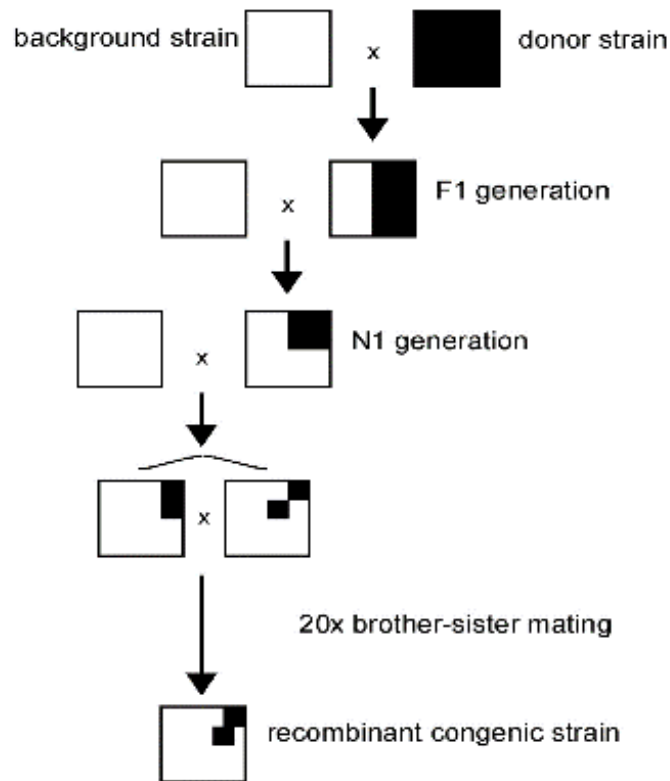 background strain
x
donor strain
x
F1 generation
x
N1 generation
x
20x brother-sister mating
recombinant congenic strain